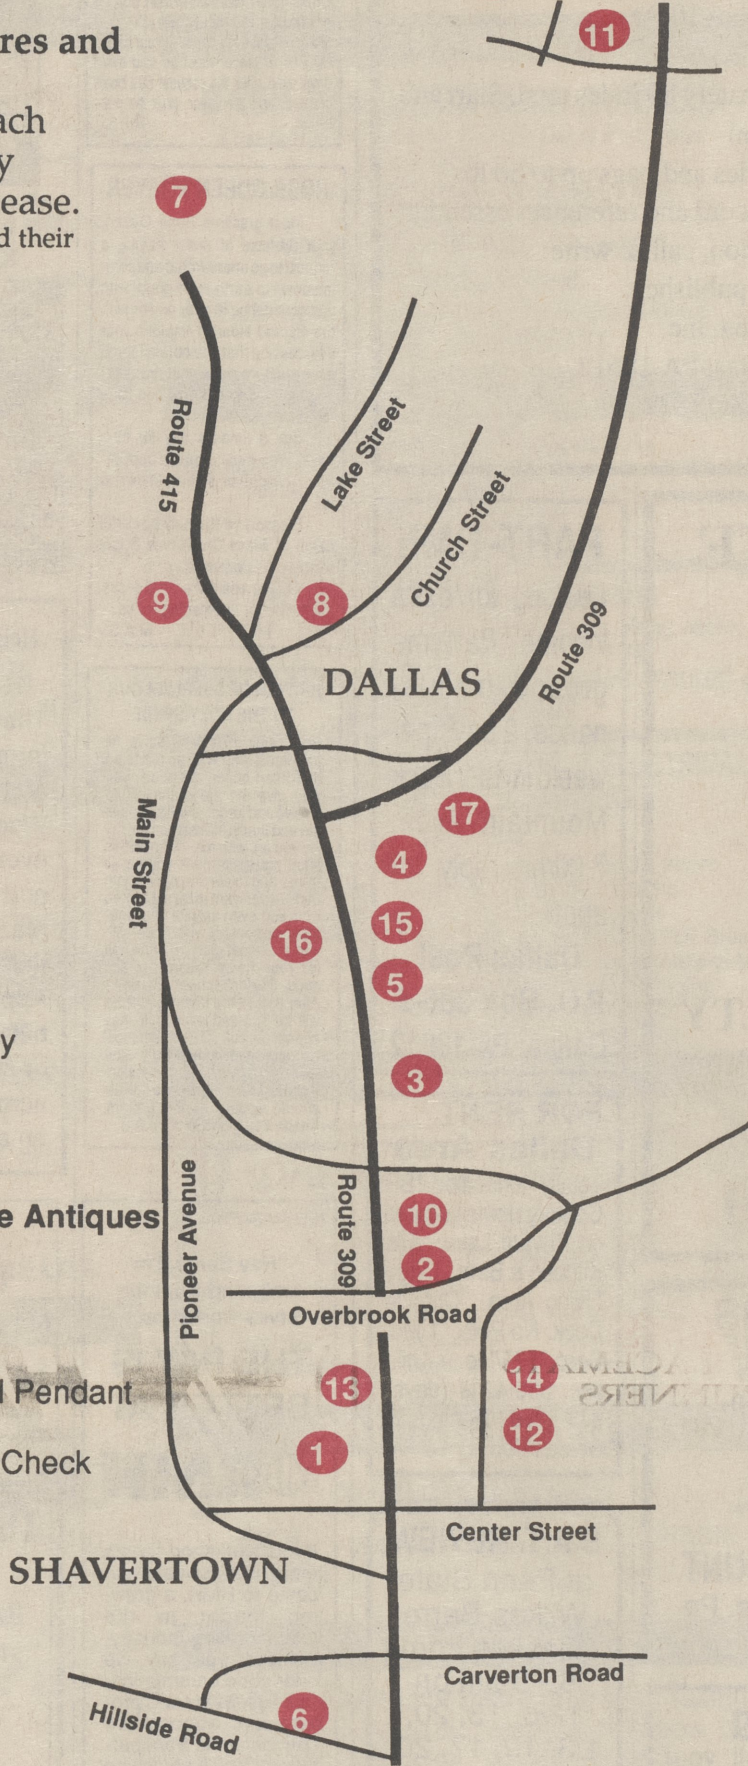 res and
11
ach
y
ease.
d their
7
Route 415
Lake Street
Church Street
9
8
Route 309
DALLAS
17
Main Street
4
15
16
5
y
3
e Antiques
Pioneer Avenue
Route 309
10
2
Overbrook Road
l Pendant
13
14
12
Check
1
Center Street
SHAVERTOWN
Carverton Road
Hillside Road
6